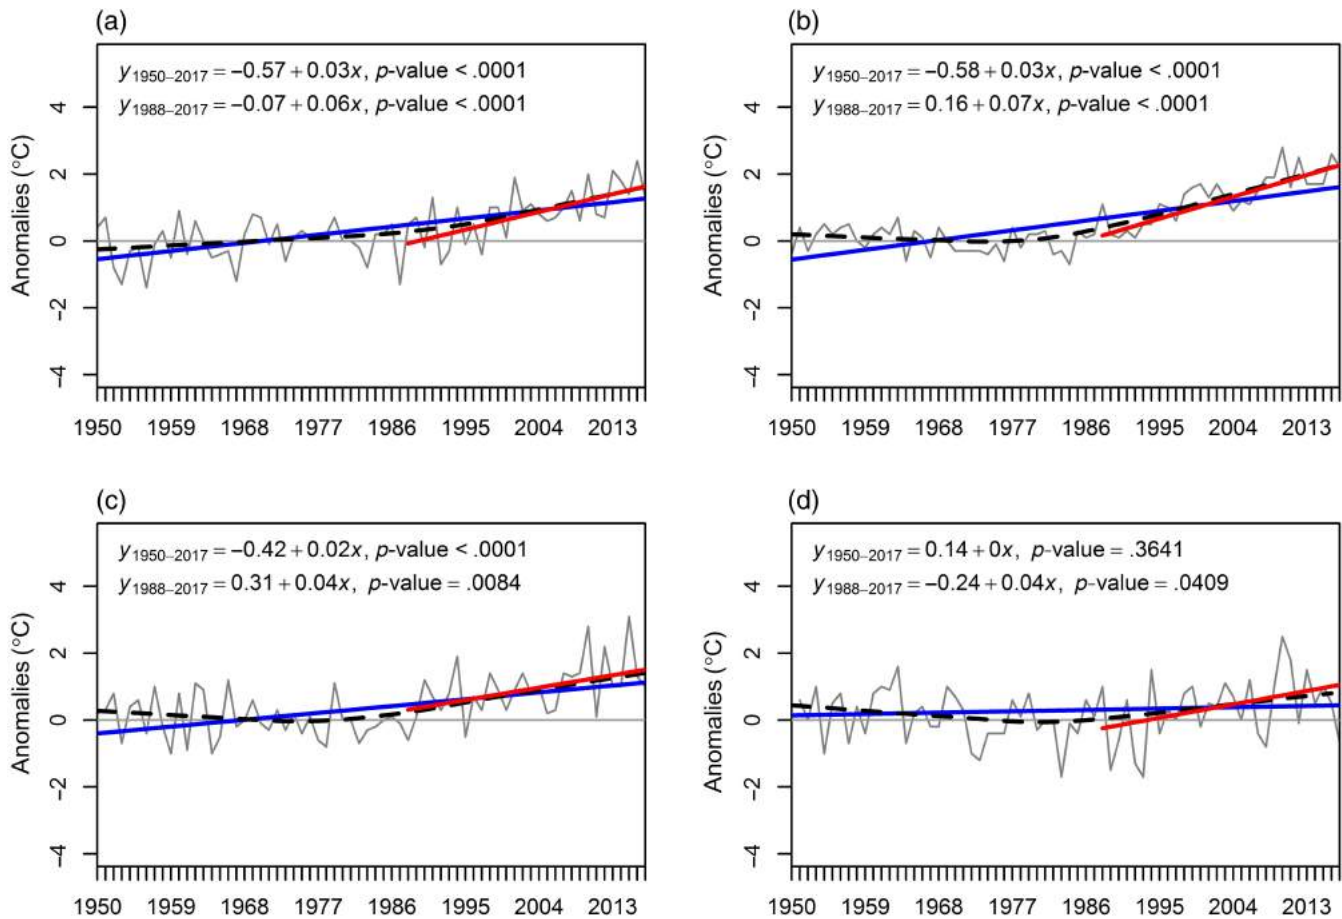 (a)
y1950–2017 = −0.57 + 0.03x, p-value < .0001
y1988–2017 = −0.07 + 0.06x, p-value < .0001
Anomalies (°C)
4
2
0
−2
−4
1950 1959 1968 1977 1986 1995 2004 2013
(b)
y1950–2017 = −0.58 + 0.03x, p-value < .0001
y1988–2017 = 0.16 + 0.07x, p-value < .0001
Anomalies (°C)
4
2
0
−2
−4
1950 1959 1968 1977 1986 1995 2004 2013
(c)
y1950–2017 = −0.42 + 0.02x, p-value < .0001
y1988–2017 = 0.31 + 0.04x, p-value = .0084
Anomalies (°C)
4
2
0
−2
−4
1950 1959 1968 1977 1986 1995 2004 2013
(d)
y1950–2017 = 0.14 + 0x, p-value = .3641
y1988–2017 = −0.24 + 0.04x, p-value = .0409
Anomalies (°C)
4
2
0
−2
−4
1950 1959 1968 1977 1986 1995 2004 2013